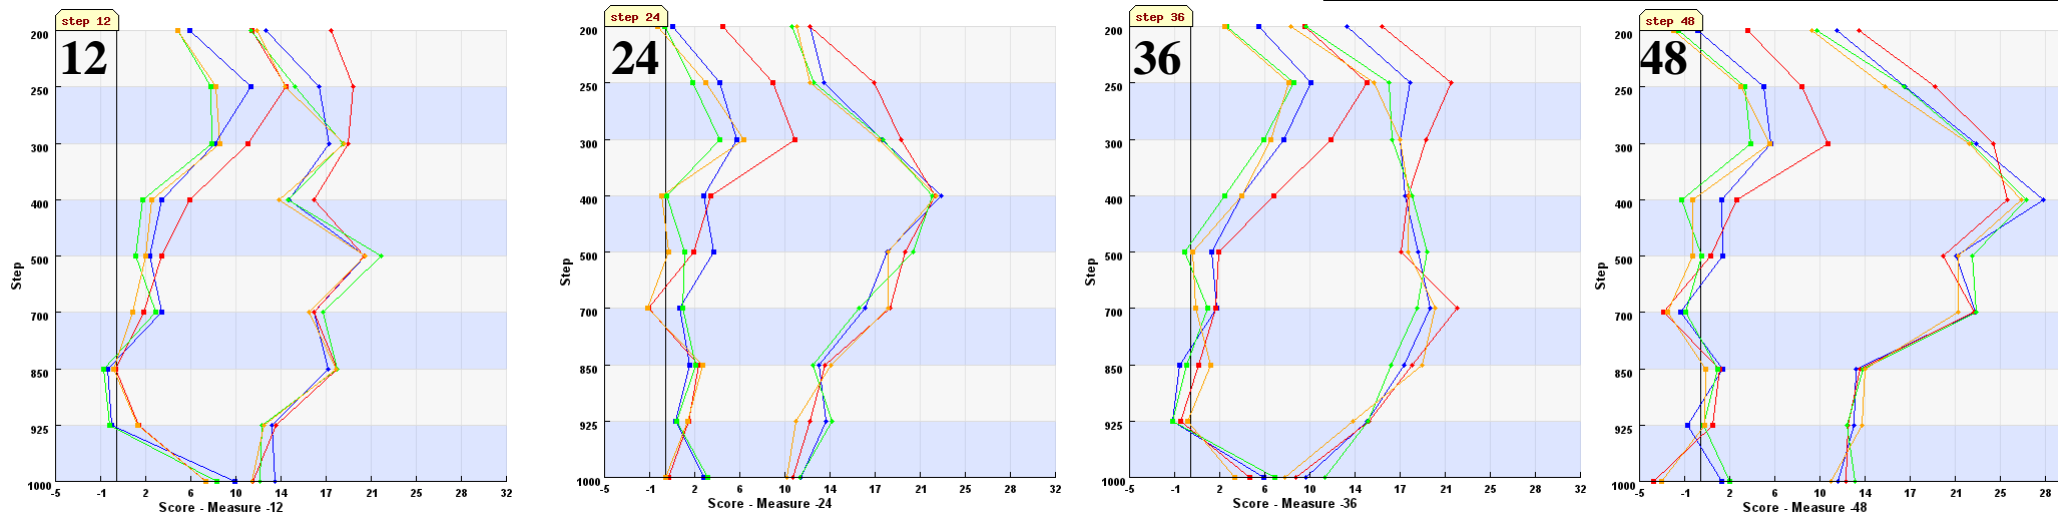 step 12
12
200
250
300
400
500
700
850
925
1000
Step
-5 -1 2 6 10 14 17 21 25 28 32
Score - Measure -12
step 24
24
200
250
300
400
500
700
850
925
1000
Step
-5 -1 2 6 10 14 17 21 25 28 32
Score - Measure -24
step 36
36
200
250
300
400
500
700
850
925
1000
Step
-5 -1 2 6 10 14 17 21 25 28 32
Score - Measure -36
step 48
48
200
250
300
400
500
700
850
925
1000
Step
-5 -1 2 6 10 14 17 21 25 28
Score - Measure -48